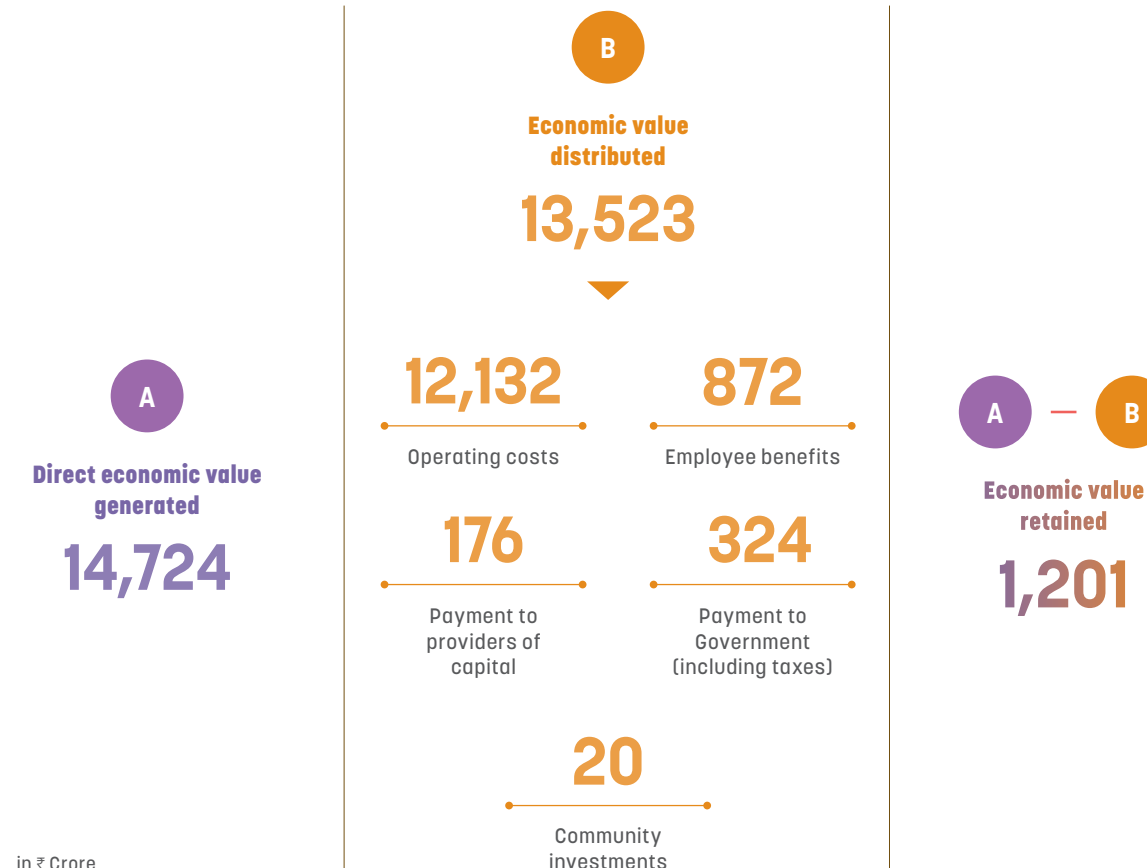 A
Direct economic value
generated
14,724
in ₹ Crore
B
Economic value
distributed
13,523
12,132
Operating costs
872
Employee benefits
176
Payment to
providers of
capital
324
Payment to
Government
(including taxes)
20
Community
investments
A — B
Economic value
retained
1,201